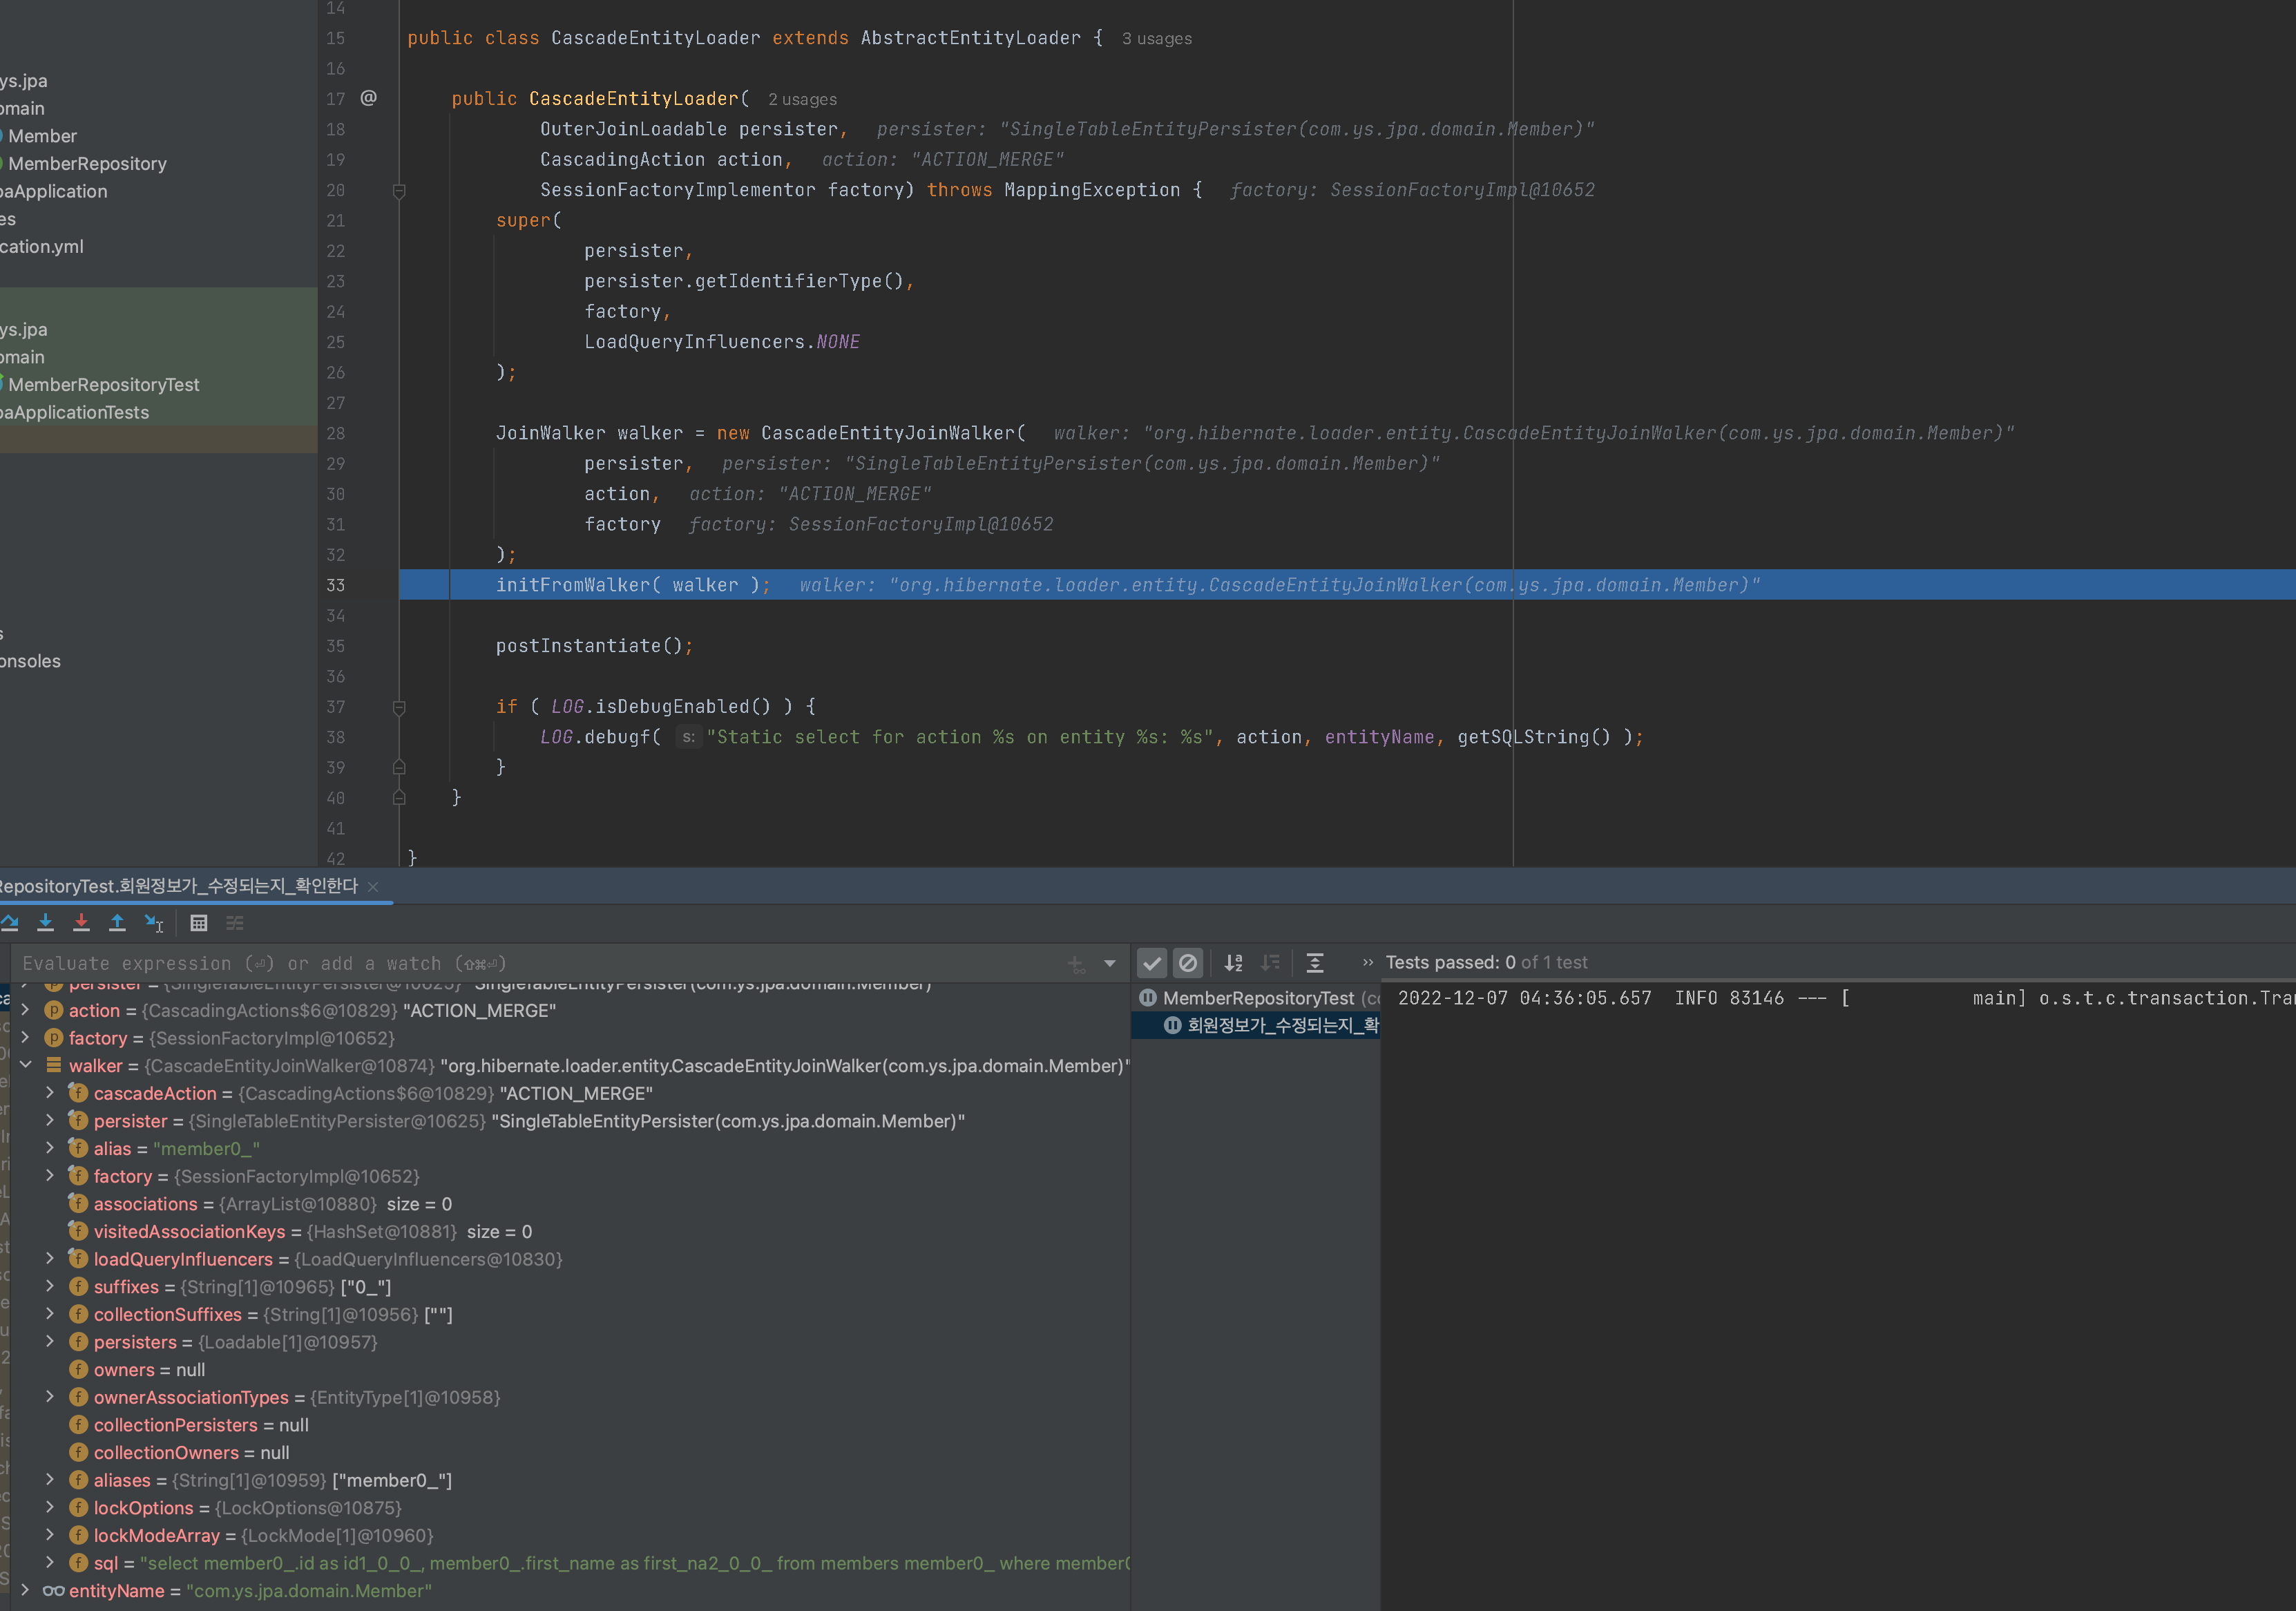 ys.jpa
omain
Member
MemberRepository
paApplication
es
cation.yml
ys.jpa
omain
MemberRepositoryTest
paApplicationTests
s
onsoles
14
15 public class CascadeEntityLoader extends AbstractEntityLoader { 3 usages
16
17 @ public CascadeEntityLoader( 2 usages
18 OuterJoinLoadable persister, persister: "SingleTableEntityPersister(com.ys.jpa.domain.Member)"
19 CascadingAction action, action: "ACTION_MERGE"
20 SessionFactoryImplementor factory) throws MappingException { factory: SessionFactoryImpl@10652
21 super(
22 persister,
23 persister.getIdentifierType(),
24 factory,
25 LoadQueryInfluencers.NONE
26 );
27
28 JoinWalker walker = new CascadeEntityJoinWalker( walker: "org.hibernate.loader.entity.CascadeEntityJoinWalker(com.ys.jpa.domain.Member)"
29 persister, persister: "SingleTableEntityPersister(com.ys.jpa.domain.Member)"
30 action, action: "ACTION_MERGE"
31 factory factory: SessionFactoryImpl@10652
32 );
33 initFromWalker( walker ); walker: "org.hibernate.loader.entity.CascadeEntityJoinWalker(com.ys.jpa.domain.Member)"
34
35 postInstantiate();
36
37 if ( LOG.isDebugEnabled() ) {
38 LOG.debugf( s: "Static select for action %s on entity %s: %s", action, entityName, getSQLString() );
39 }
40 }
41
42 }
RepositoryTest.회원정보가_수정되는지_확인한다
Evaluate expression (⏎) or add a watch (⇧⌘⏎)
persister = {SingleTableEntityPersister@10625} "SingleTableEntityPersister(com.ys.jpa.domain.Member)"
action = {CascadingActions$6@10829} "ACTION_MERGE"
factory = {SessionFactoryImpl@10652}
walker = {CascadeEntityJoinWalker@10874} "org.hibernate.loader.entity.CascadeEntityJoinWalker(com.ys.jpa.domain.Member)"
cascadeAction = {CascadingActions$6@10829} "ACTION_MERGE"
persister = {SingleTableEntityPersister@10625} "SingleTableEntityPersister(com.ys.jpa.domain.Member)"
alias = "member0_"
factory = {SessionFactoryImpl@10652}
associations = {ArrayList@10880} size = 0
visitedAssociationKeys = {HashSet@10881} size = 0
loadQueryInfluencers = {LoadQueryInfluencers@10830}
suffixes = {String[1]@10965} ["0_"]
collectionSuffixes = {String[1]@10956} [""]
persisters = {Loadable[1]@10957}
owners = null
ownerAssociationTypes = {EntityType[1]@10958}
collectionPersisters = null
collectionOwners = null
aliases = {String[1]@10959} ["member0_"]
lockOptions = {LockOptions@10875}
lockModeArray = {LockMode[1]@10960}
sql = "select member0_.id as id1_0_0_, member0_.first_name as first_na2_0_0_ from members member0_ where member0
entityName = "com.ys.jpa.domain.Member"
Tests passed: 0 of 1 test
MemberRepositoryTest (co
회원정보가_수정되는지_확
2022-12-07 04:36:05.657 INFO 83146 --- [ main] o.s.t.c.transaction.Tran